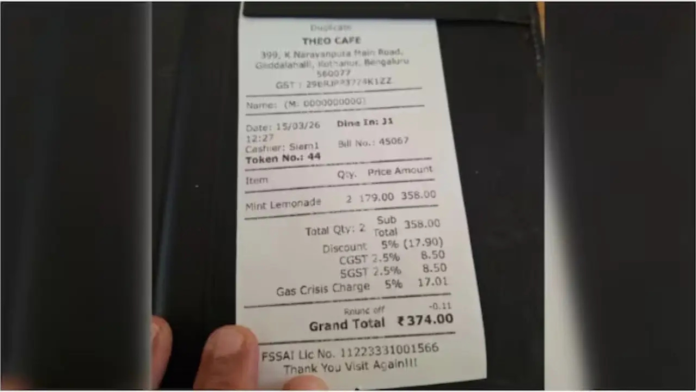 Duplicate
THEO CAFE
399, K Narayanpura Main Road,
Kothanur, Bengaluru
560077
GST :
Name: (M: 0000000000)
Date: 15/03/26 Dine In: 31
12:27
Cashier: Siem1 Bill No.: 45067
Token No.: 44
Item Qty. Price Amount
Mint Lemonade 2 179.00 358.00
Total Qty: 2 Sub Total 358.00
Discount 5% (17.90)
CGST 2.5% 8.50
SGST 2.5% 8.50
Gas Crisis Charge 5% 17.01
Round off -0.11
Grand Total ₹374.00
FSSAI Lic No. 11223331001566
Thank You Visit Again!!!